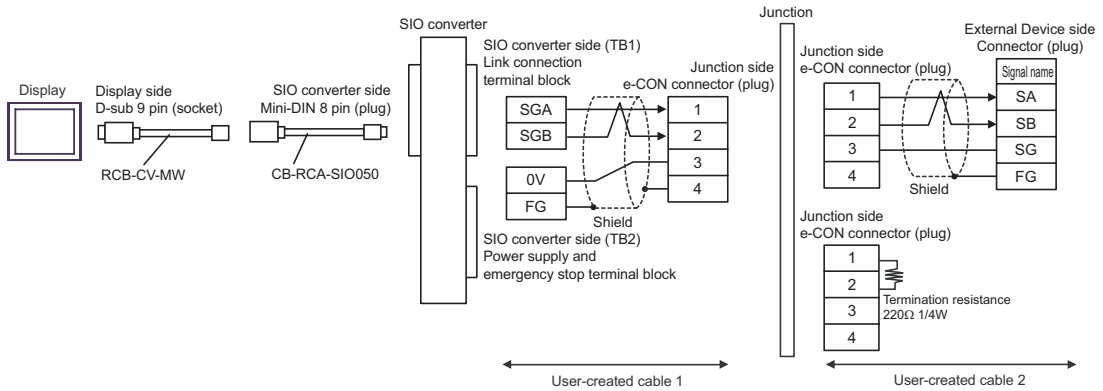 Display
Display side
D-sub 9 pin (socket)
RCB-CV-MW
SIO converter side
Mini-DIN 8 pin (plug)
CB-RCA-SIO050
SIO converter
SIO converter side (TB1)
Link connection
terminal block
SGA
SGB
0V
FG
Shield
SIO converter side (TB2)
Power supply and
emergency stop terminal block
Junction side
e-CON connector (plug)
1
2
3
4
User-created cable 1
Junction
Junction side
e-CON connector (plug)
1
2
3
4
Shield
External Device side
Connector (plug)
Signal name
SA
SB
SG
FG
Junction side
e-CON connector (plug)
1
2
3
4
Termination resistance
220Ω 1/4W
User-created cable 2